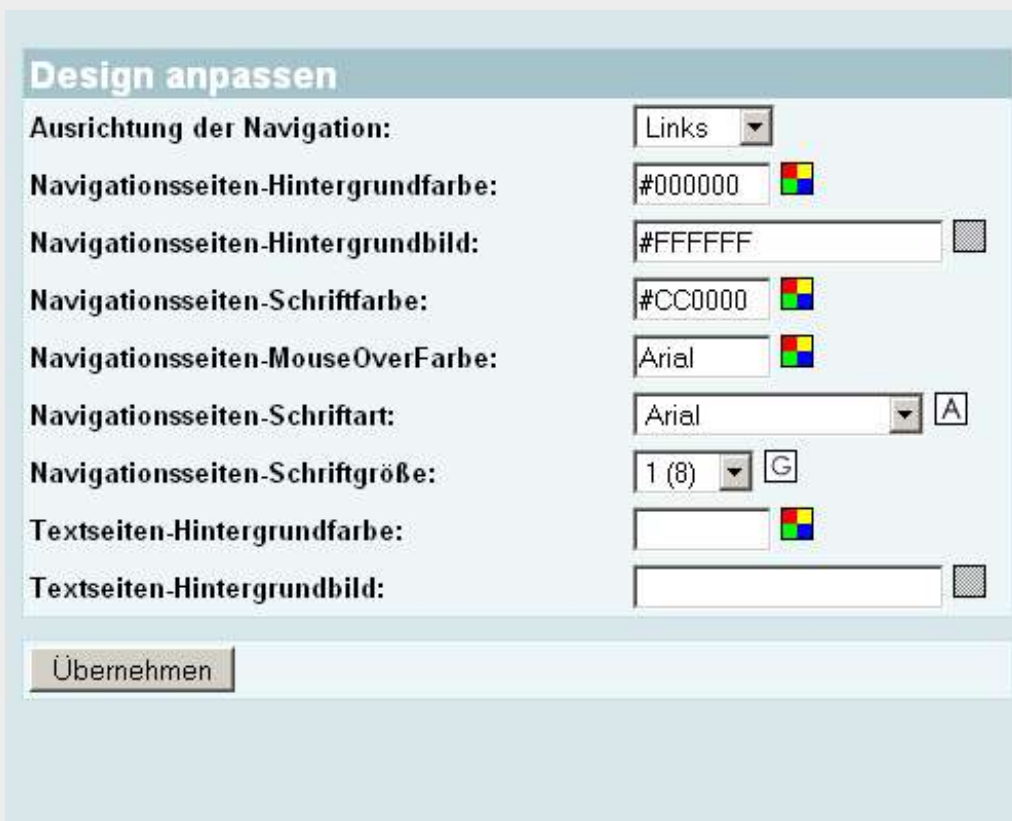 Design anpassen
Ausrichtung der Navigation: Links
Navigationsseiten-Hintergrundfarbe: #000000
Navigationsseiten-Hintergrundbild: #FFFFFF
Navigationsseiten-Schriftfarbe: #CC0000
Navigationsseiten-MouseOverFarbe: Arial
Navigationsseiten-Schriftart: Arial A
Navigationsseiten-Schriftgröße: 1 (8) G
Textseiten-Hintergrundfarbe:
Textseiten-Hintergrundbild:
Übernehmen